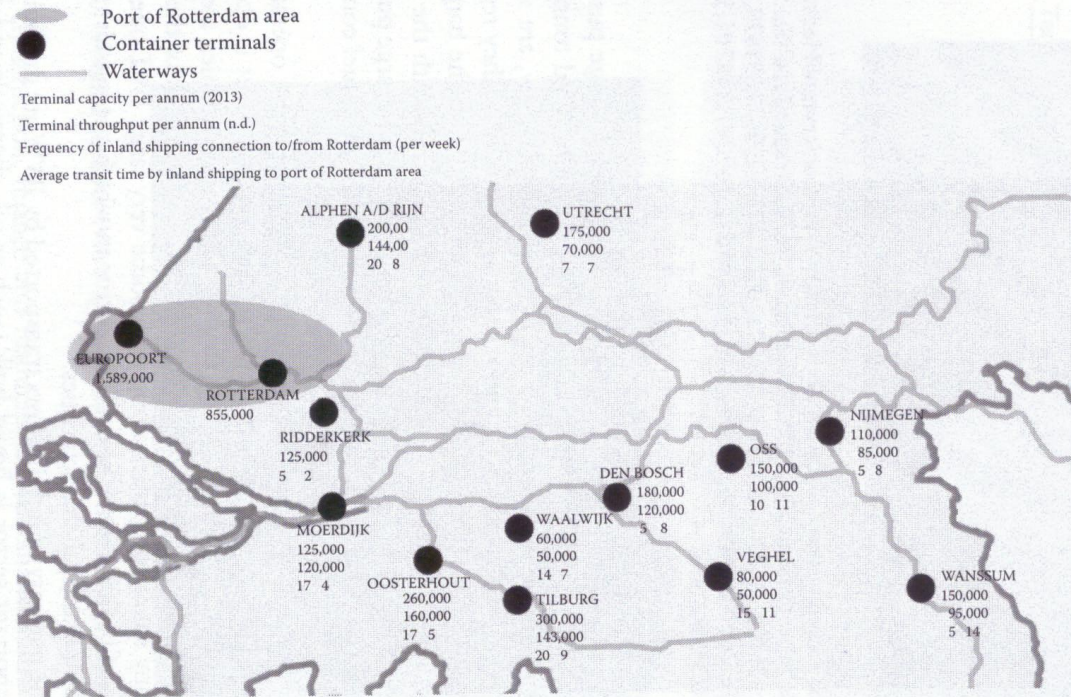 Port of Rotterdam area
Container terminals
Waterways
Terminal capacity per annum (2013)
Terminal throughput per annum (n.d.)
Frequency of inland shipping connection to/from Rotterdam (per week)
Average transit time by inland shipping to port of Rotterdam area
ALPHEN A/D RIJN
200,00
144,00
20 8
UTRECHT
175,000
70,000
7 7
EUROPOORT
1,589,000
ROTTERDAM
855,000
RIDDERKERK
125,000
5 2
NIJMEGEN
110,000
85,000
5 8
OSS
150,000
100,000
10 11
DEN BOSCH
180,000
120,000
5 8
MOERDIJK
125,000
120,000
17 4
WAALWIJK
60,000
50,000
14 7
OOSTERHOUT
260,000
160,000
17 5
TILBURG
300,000
143,000
20 9
VEGHEL
80,000
50,000
15 11
WANSSUM
150,000
95,000
5 14